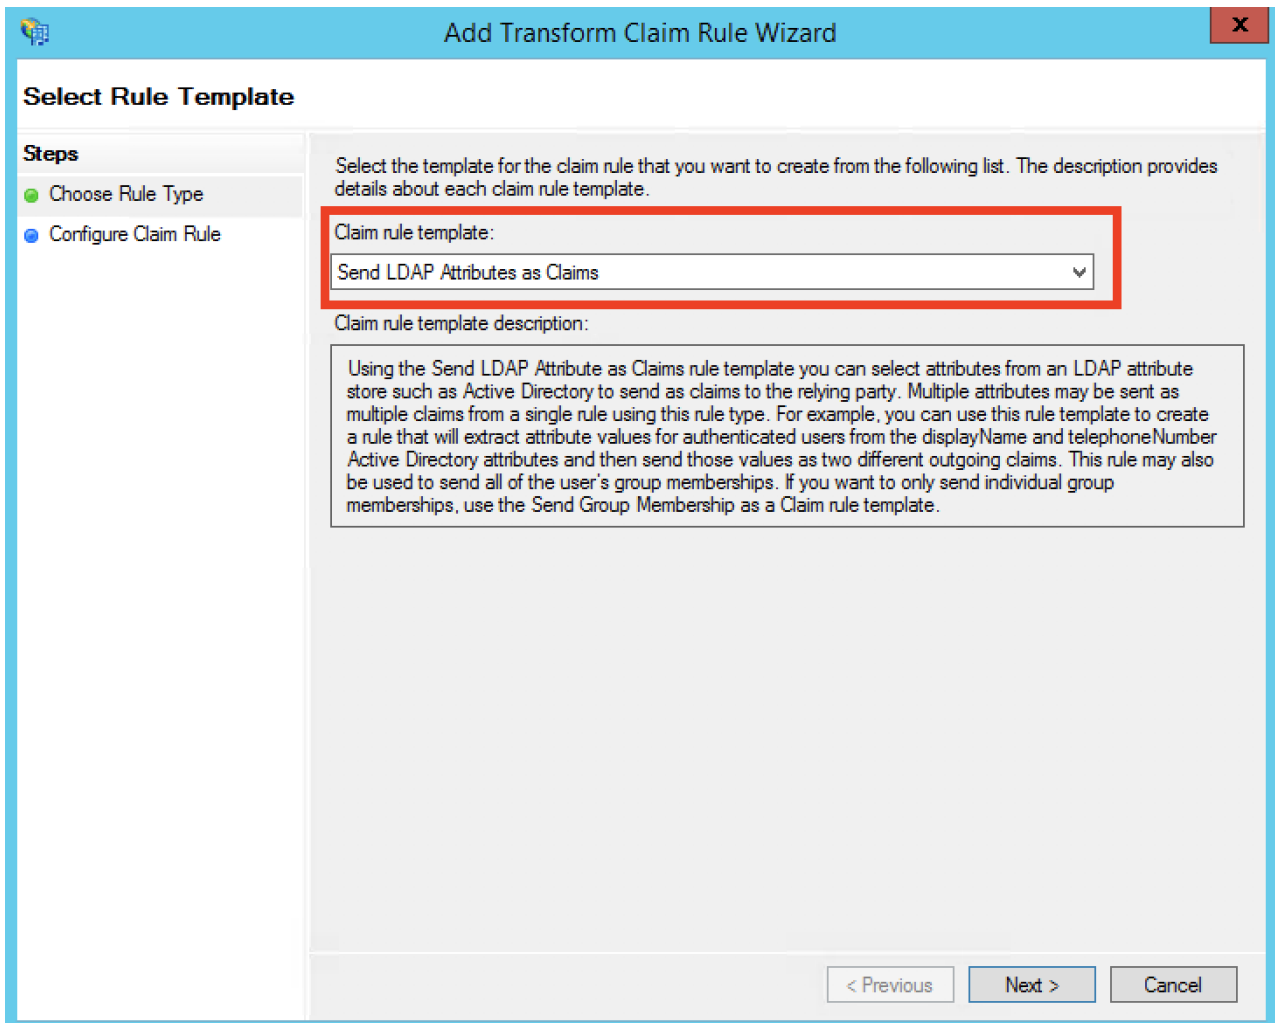 Add Transform Claim Rule Wizard
X
Select Rule Template
Steps
Choose Rule Type
Configure Claim Rule
Select the template for the claim rule that you want to create from the following list. The description provides
details about each claim rule template.
Claim rule template:
Send LDAP Attributes as Claims
Claim rule template description:
Using the Send LDAP Attribute as Claims rule template you can select attributes from an LDAP attribute
store such as Active Directory to send as claims to the relying party. Multiple attributes may be sent as
multiple claims from a single rule using this rule type. For example, you can use this rule template to create
a rule that will extract attribute values for authenticated users from the displayName and telephoneNumber
Active Directory attributes and then send those values as two different outgoing claims. This rule may also
be used to send all of the user's group memberships. If you want to only send individual group
memberships, use the Send Group Membership as a Claim rule template.
< Previous
Next >
Cancel